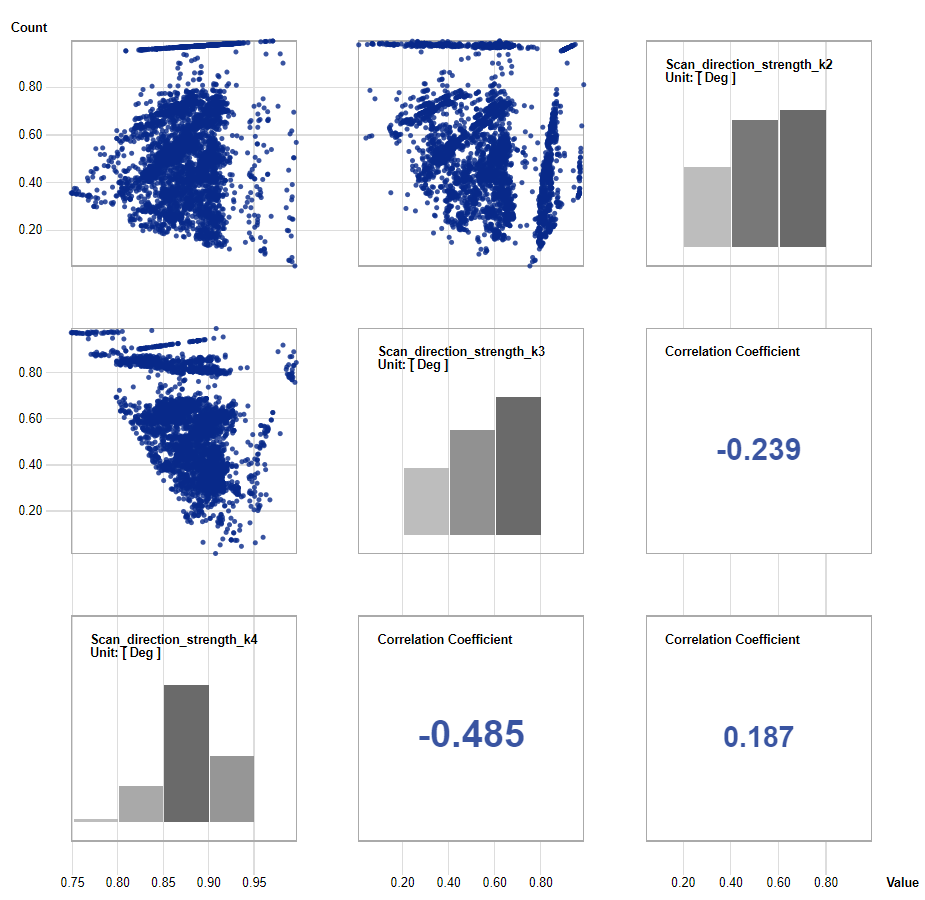 Count
Scan_direction_strength_k2
Unit: [ Deg ]
0.80
0.60
0.40
0.20
Scan_direction_strength_k3
Unit: [ Deg ]
Correlation Coefficient
-0.239
0.80
0.60
0.40
0.20
Scan_direction_strength_k4
Unit: [ Deg ]
Correlation Coefficient
-0.485
Correlation Coefficient
0.187
0.75 0.80 0.85 0.90 0.95 0.20 0.40 0.60 0.80 0.20 0.40 0.60 0.80 Value